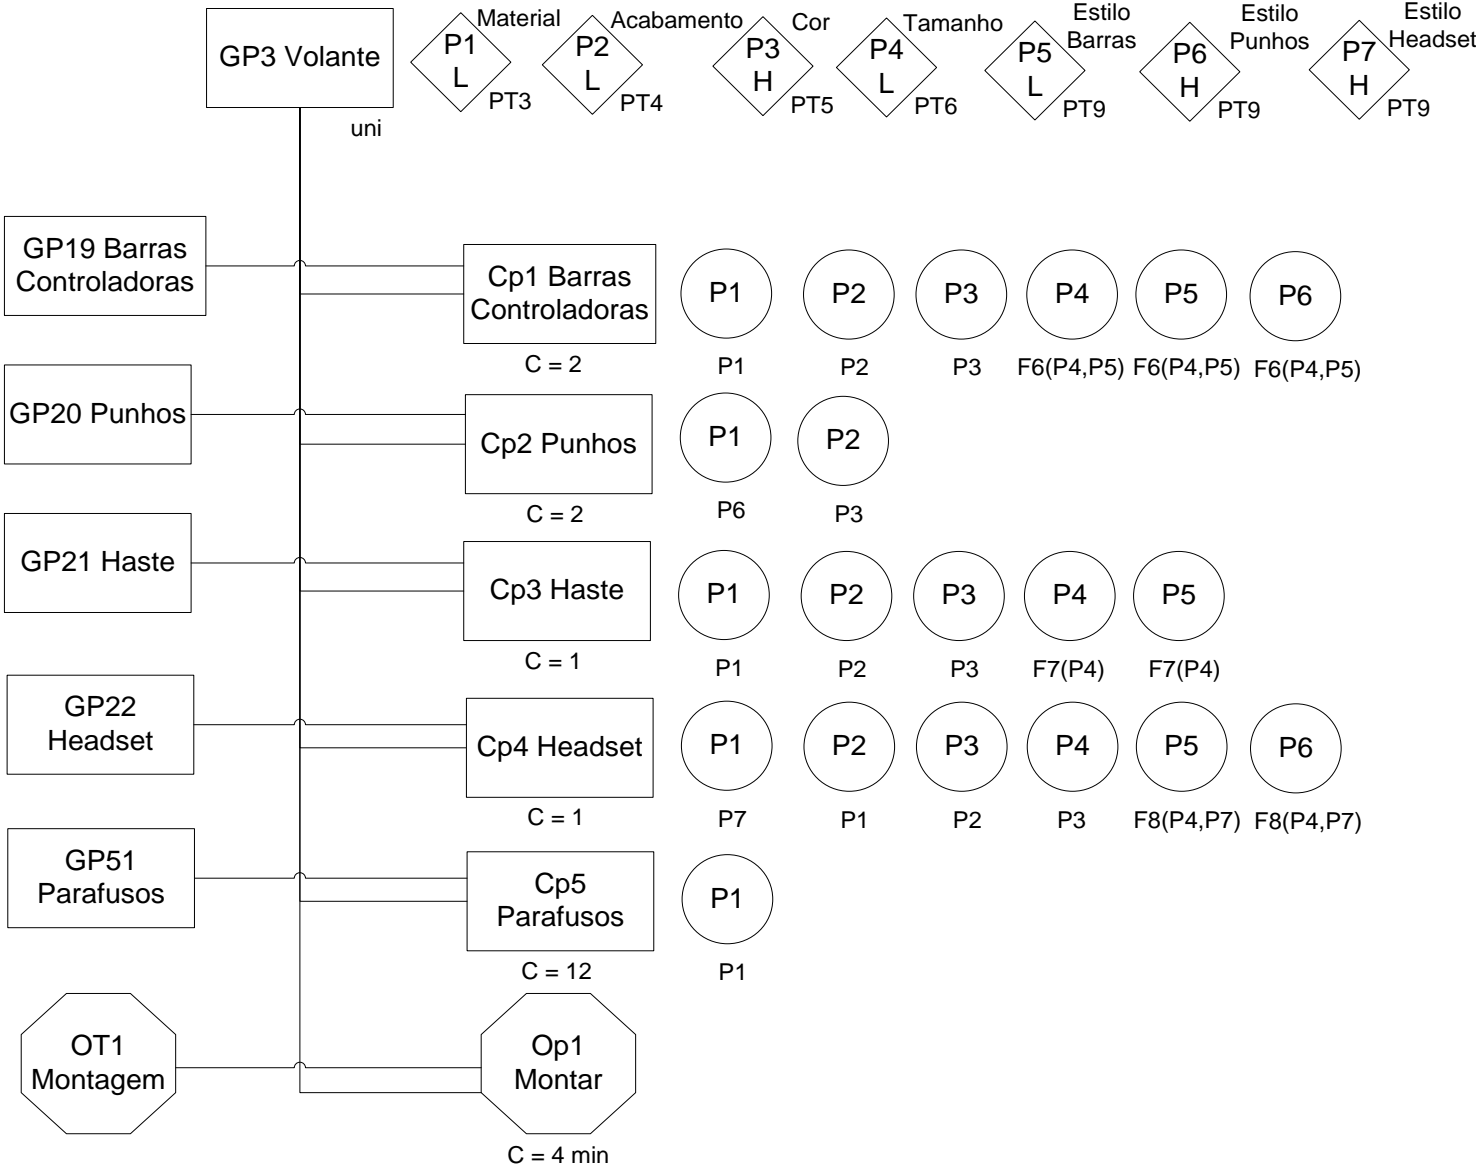 GP3 Volante
uni
Material
P1
L
PT3
Acabamento
P2
L
PT4
Cor
P3
H
PT5
Tamanho
P4
L
PT6
Estilo
Barras
P5
L
PT9
Estilo
Punhos
P6
H
PT9
Estilo
Headset
P7
H
PT9
GP19 Barras
Controladoras
Cp1 Barras
Controladoras
C = 2
P1
P2
P3
P4
P5
P6
P1
P2
P3
F6(P4,P5)
F6(P4,P5)
F6(P4,P5)
GP20 Punhos
Cp2 Punhos
C = 2
P1
P2
P6
P3
GP21 Haste
Cp3 Haste
C = 1
P1
P2
P3
P4
P5
P1
P2
P3
F7(P4)
F7(P4)
GP22
Headset
Cp4 Headset
C = 1
P1
P2
P3
P4
P5
P6
P7
P1
P2
P3
F8(P4,P7)
F8(P4,P7)
GP51
Parafusos
Cp5
Parafusos
C = 12
P1
P1
OT1
Montagem
Op1
Montar
C = 4 min